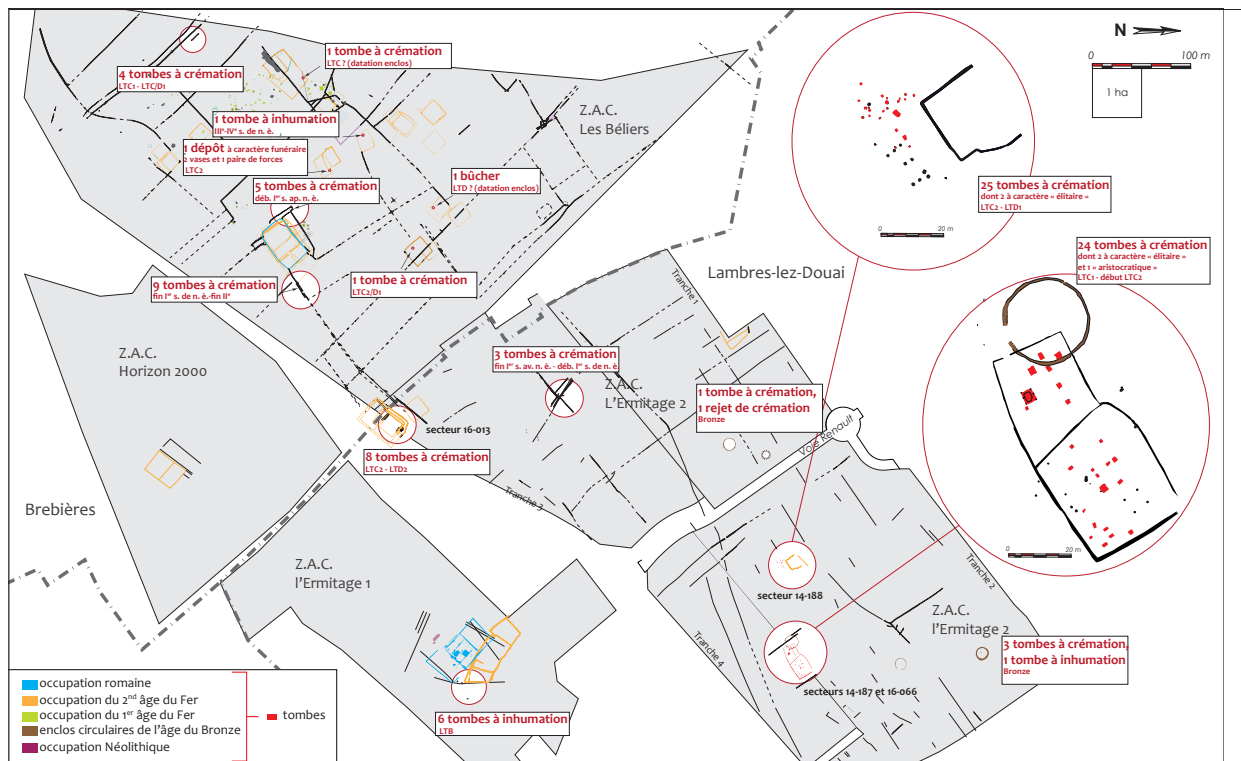 N
0 100 m
1 ha
1 tombe à crémation
LTC ? (datation enclos)
4 tombes à crémation
LTC1 - LTC/D1
1 tombe à inhumation
IIIe-IVe s. de n. è.
1 dépôt à caractère funéraire
2 vases et 1 paire de forces
LTC2
5 tombes à crémation
déb. Ier s. ap. n. è.
1 bûcher
LTD ? (datation enclos)
Z.A.C.
Les Béliers
25 tombes à crémation
dont 2 à caractère « élitaire »
LTC2 - LTD1
0 20 m
24 tombes à crémation
dont 2 à caractère « élitaire »
et 1 « aristocratique »
LTC1 - début LTC2
0 20 m
9 tombes à crémation
fin Ier s. de n. è.-fin IIe
1 tombe à crémation
LTC2/D1
Lambres-lez-Douai
Tranche 1
Z.A.C.
Horizon 2000
3 tombes à crémation
fin Ier s. av. n. è. - déb. Ier s. de n. è.
Z.A.C.
L'Ermitage 2
1 tombe à crémation,
1 rejet de crémation
Bronze
Voie Renault
secteur 16-013
8 tombes à crémation
LTC2 - LTD2
Tranche 3
Brebières
Z.A.C.
l'Ermitage 1
Tranche 2
secteur 14-188
Z.A.C.
l'Ermitage 2
Tranche 4
3 tombes à crémation,
1 tombe à inhumation
Bronze
secteurs 14-187 et 16-066
6 tombes à inhumation
LTB
occupation romaine
occupation du 2nd âge du Fer
occupation du 1er âge du Fer
enclos circulaires de l'âge du Bronze
occupation Néolithique
tombes